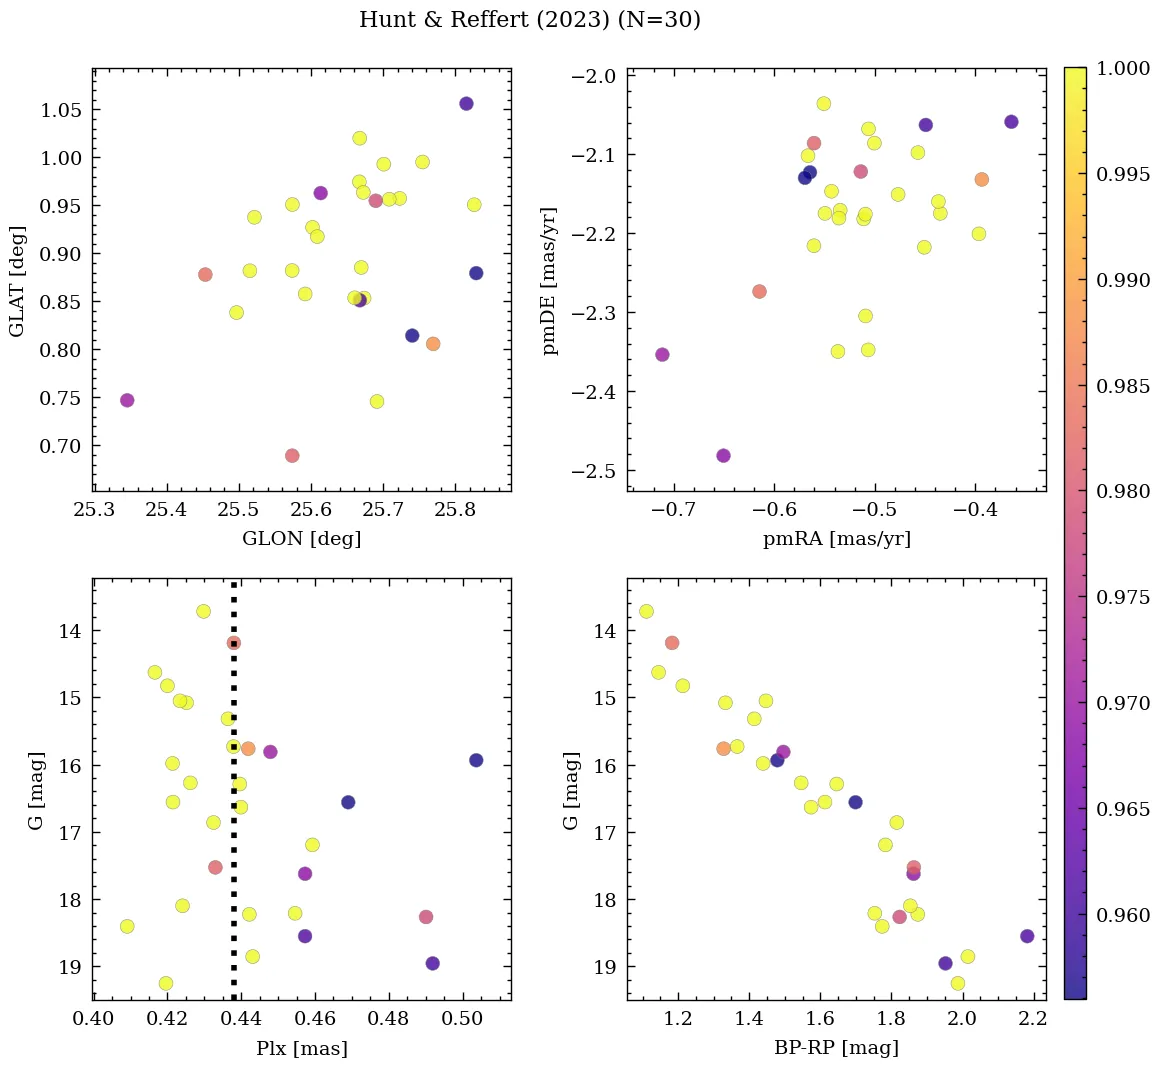 Hunt & Reffert (2023) (N=30)
1.05
1.00
0.95
0.90
0.85
0.80
0.75
0.70
GLAT [deg]
25.3 25.4 25.5 25.6 25.7 25.8
GLON [deg]
−2.0
−2.1
−2.2
−2.3
−2.4
−2.5
pmDE [mas/yr]
−0.7 −0.6 −0.5 −0.4
pmRA [mas/yr]
1.000
0.995
0.990
0.985
0.980
0.975
0.970
0.965
0.960
14
15
16
17
18
19
G [mag]
0.40 0.42 0.44 0.46 0.48 0.50
Plx [mas]
14
15
16
17
18
19
G [mag]
1.2 1.4 1.6 1.8 2.0 2.2
BP-RP [mag]